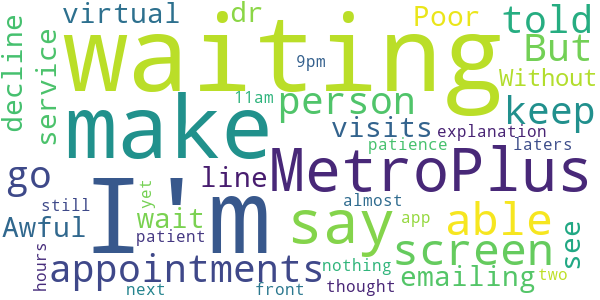 virtual dr Poor told
decline service waiting 9pm But
Without
make 11am person keep
visits explanation
patience laters
go I'm line MetroPlus
yet still Awful wait say almost able see
patient app screen
hours appointments nothing emailing two
next front thought